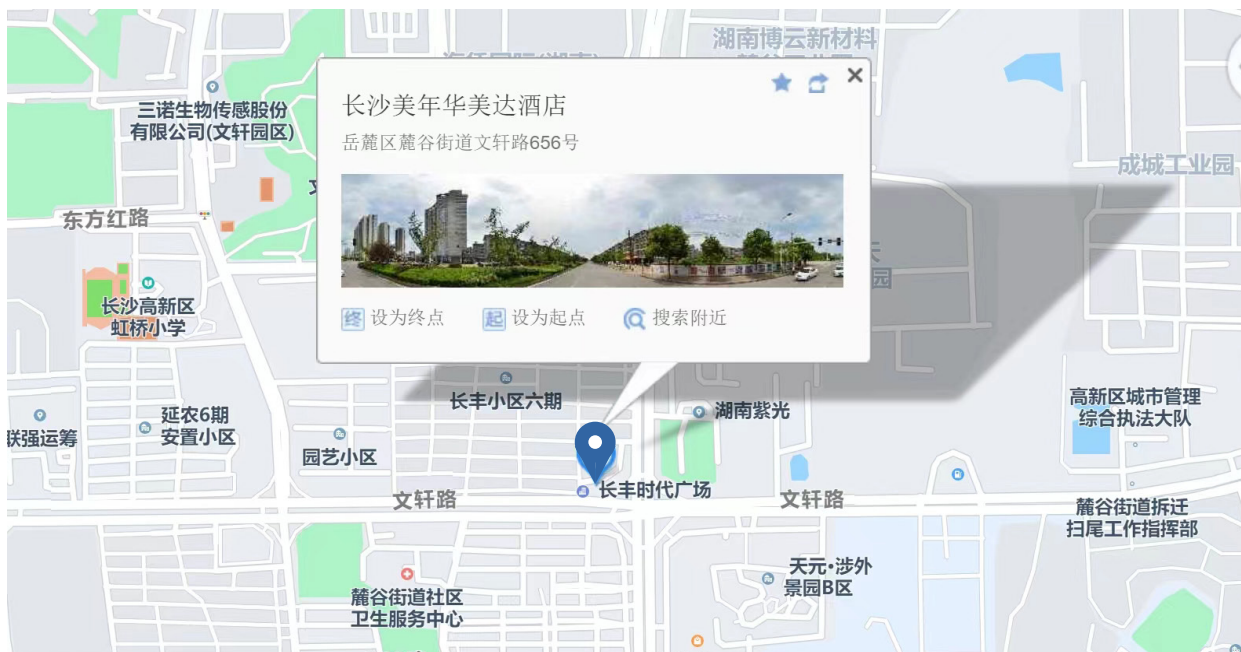 湖南博云新材料
三诺生物传感股份
有限公司(文轩园区)
长沙美年华美达酒店
岳麓区麓谷街道文轩路656号
成城工业园
东方红路
园
长沙高新区
虹桥小学
终 设为终点
起 设为起点
搜索附近
长丰小区六期
湖南紫光
高新区城市管理
综合执法大队
延农6期
安置小区
联强运筹
园艺小区
长丰时代广场
文轩路
文轩路
麓谷街道拆迁
扫尾工作指挥部
天元·涉外
景园B区
麓谷街道社区
卫生服务中心